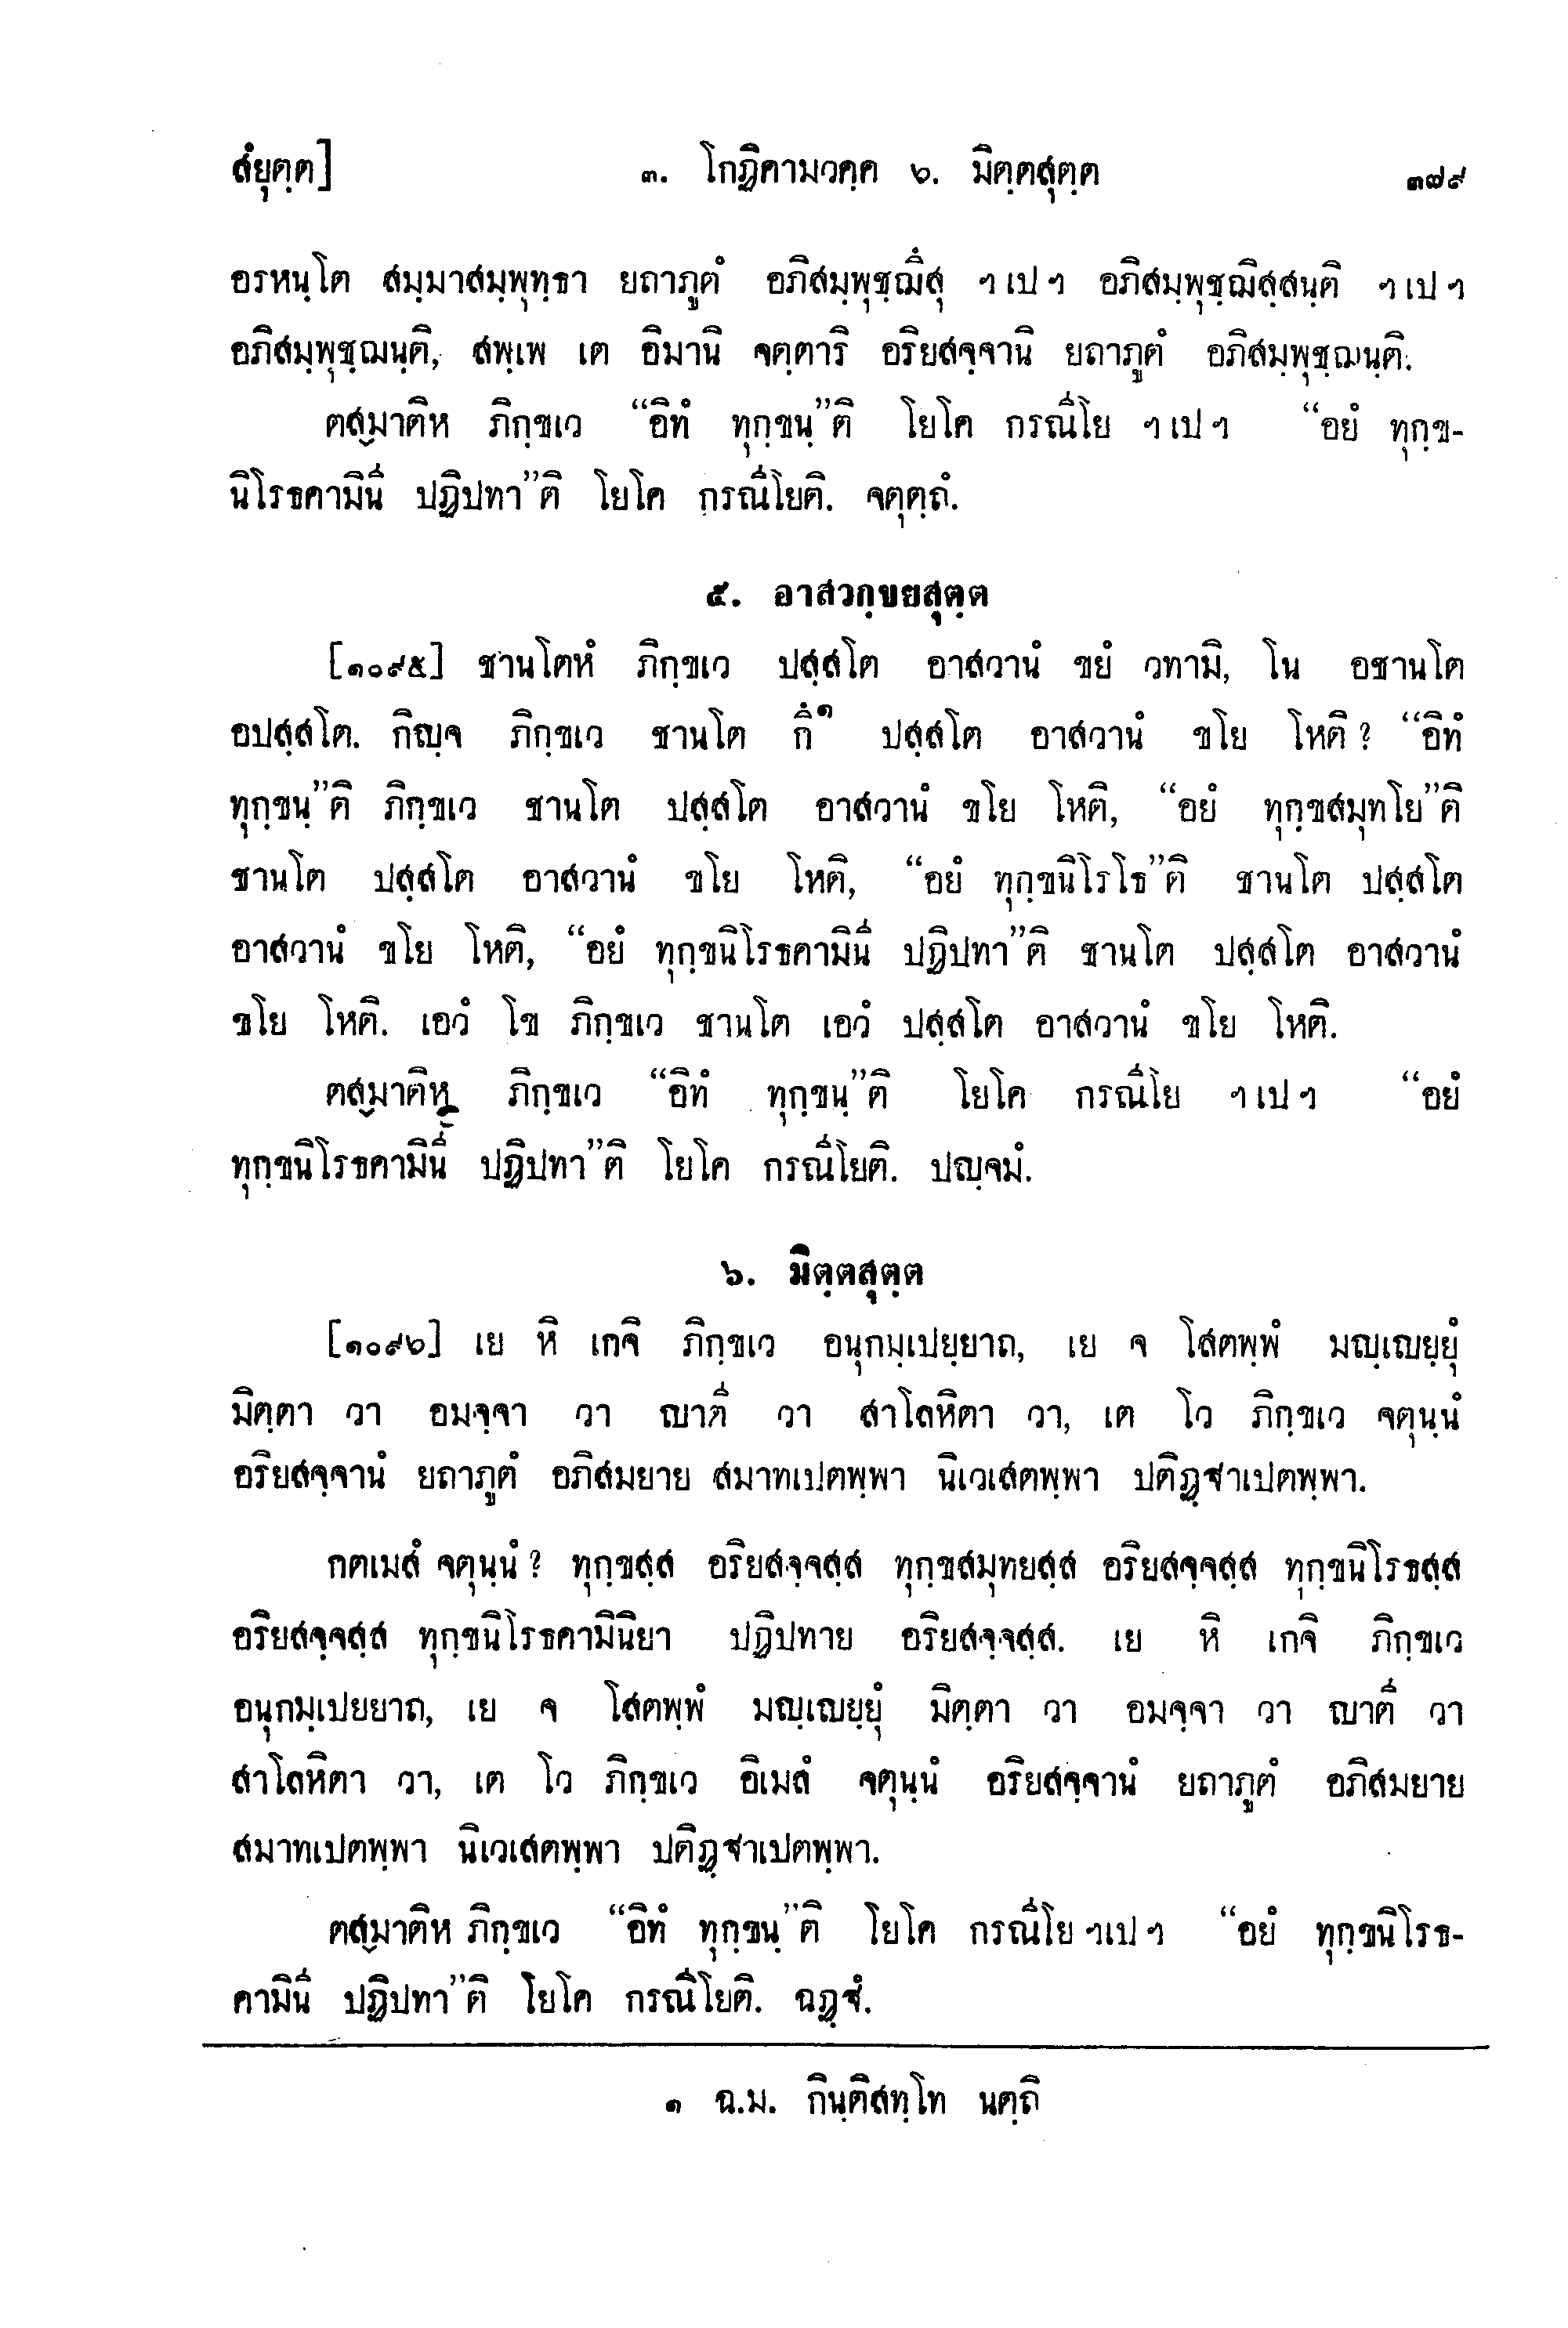 สํยุตฺต] ๓. โกฏิคามวคฺค ๖. มิตฺตสุตฺต ๓๗๙
อรหนฺโต สมฺมาสมฺพุทฺธา ยถาภูตํ อภิสมฺพุชฺฌึสุ ฯเปฯ อภิสมฺพุชฺฌิสฺสนฺติ ฯเปฯ
อภิสมฺพุชฺฌนฺติ, สพฺเพ เต อิมานิ จตฺตาริ อริยสจฺจานิ ยถาภูตํ อภิสมฺพุชฺฌนฺติ.
ตสฺมาติห ภิกฺขเว “อิทํ ทุกฺขนฺ”ติ โยโค กรณีโย ฯเปฯ “อยํ ทุกฺข-
นิโรธคามินี ปฏิปทา”ติ โยโค กรณีโยติ. จตุตฺถํ.
๕. อาสวกฺขยสุตฺต
[๑๐๙๕] ชานโตหํ ภิกฺขเว ปสฺสโต อาสวานํ ขยํ วทามิ, โน อชานโต
อปสฺสโต. กิญฺจ ภิกฺขเว ชานโต กึ๑ ปสฺสโต อาสวานํ ขโย โหติ? “อิทํ
ทุกฺขนฺ”ติ ภิกฺขเว ชานโต ปสฺสโต อาสวานํ ขโย โหติ, “อยํ ทุกฺขสมุทโย”ติ
ชานโต ปสฺสโต อาสวานํ ขโย โหติ, “อยํ ทุกฺขนิโรโธ”ติ ชานโต ปสฺสโต
อาสวานํ ขโย โหติ, “อยํ ทุกฺขนิโรธคามินี ปฏิปทา”ติ ชานโต ปสฺสโต อาสวานํ
ขโย โหติ. เอวํ โข ภิกฺขเว ชานโต เอวํ ปสฺสโต อาสวานํ ขโย โหติ.
ตสฺมาติห ภิกฺขเว “อิทํ ทุกฺขนฺ”ติ โยโค กรณีโย ฯเปฯ “อยํ
ทุกฺขนิโรธคามินี ปฏิปทา”ติ โยโค กรณีโยติ. ปญฺจมํ.
๖. มิตฺตสุตฺต
[๑๐๙๖] เย หิ เกจิ ภิกฺขเว อนุกมฺเปยฺยาถ, เย จ โสตพฺพํ มญฺเญยฺยุํ
มิตฺตา วา อมจฺจา วา ญาตี วา สาโลหิตา วา, เต โว ภิกฺขเว จตุนฺนํ
อริยสจฺจานํ ยถาภูตํ อภิสมยาย สมาทเปตพฺพา นิเวเสตพฺพา ปติฏฺฐาเปตพฺพา.
กตเมสํ จตุนฺนํ? ทุกฺขสฺส อริยสจฺจสฺส ทุกฺขสมุทยสฺส อริยสจฺจสฺส ทุกฺขนิโรธสฺส
อริยสจฺจสฺส ทุกฺขนิโรธคามินิยา ปฏิปทาย อริยสจฺจสฺส. เย หิ เกจิ ภิกฺขเว
อนุกมฺเปยยาถ, เย จ โสตพฺพํ มญฺเญยฺยุํ มิตฺตา วา อมจฺจา วา ญาตี วา
สาโลหิตา วา, เต โว ภิกฺขเว อิเมสํ จตุนฺนํ อริยสจฺจานํ ยถาภูตํ อภิสมยาย
สมาทเปตพฺพา นิเวเสตพฺพา ปติฏฺฐาเปตพฺพา.
ตสฺมาติห ภิกฺขเว “อิทํ ทุกฺขนฺ”ติ โยโค กรณีโย ฯเปฯ “อยํ ทุกฺขนิโรธ-
คามินี ปฏิปทา”ติ โยโค กรณีโยติ. ฉฏฺฐํ.
๑ ฉ.ม. กินฺติสทฺโท นตฺถิ